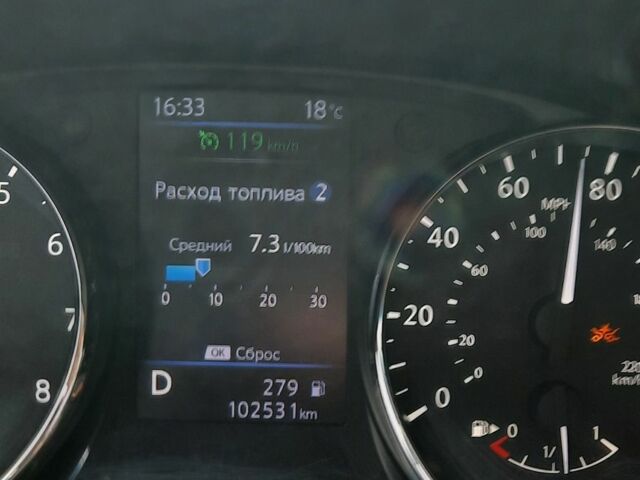 16:33 18°C
119 km/h
Расход топлива 2
Средний 7.3 l/100km
0 10 20 30
OK Сброс
D 279
102531 km
5
6
7
8
0 20 40 60 80
MPH
0 20 60 100 140
220
km/h
0 1/ 1